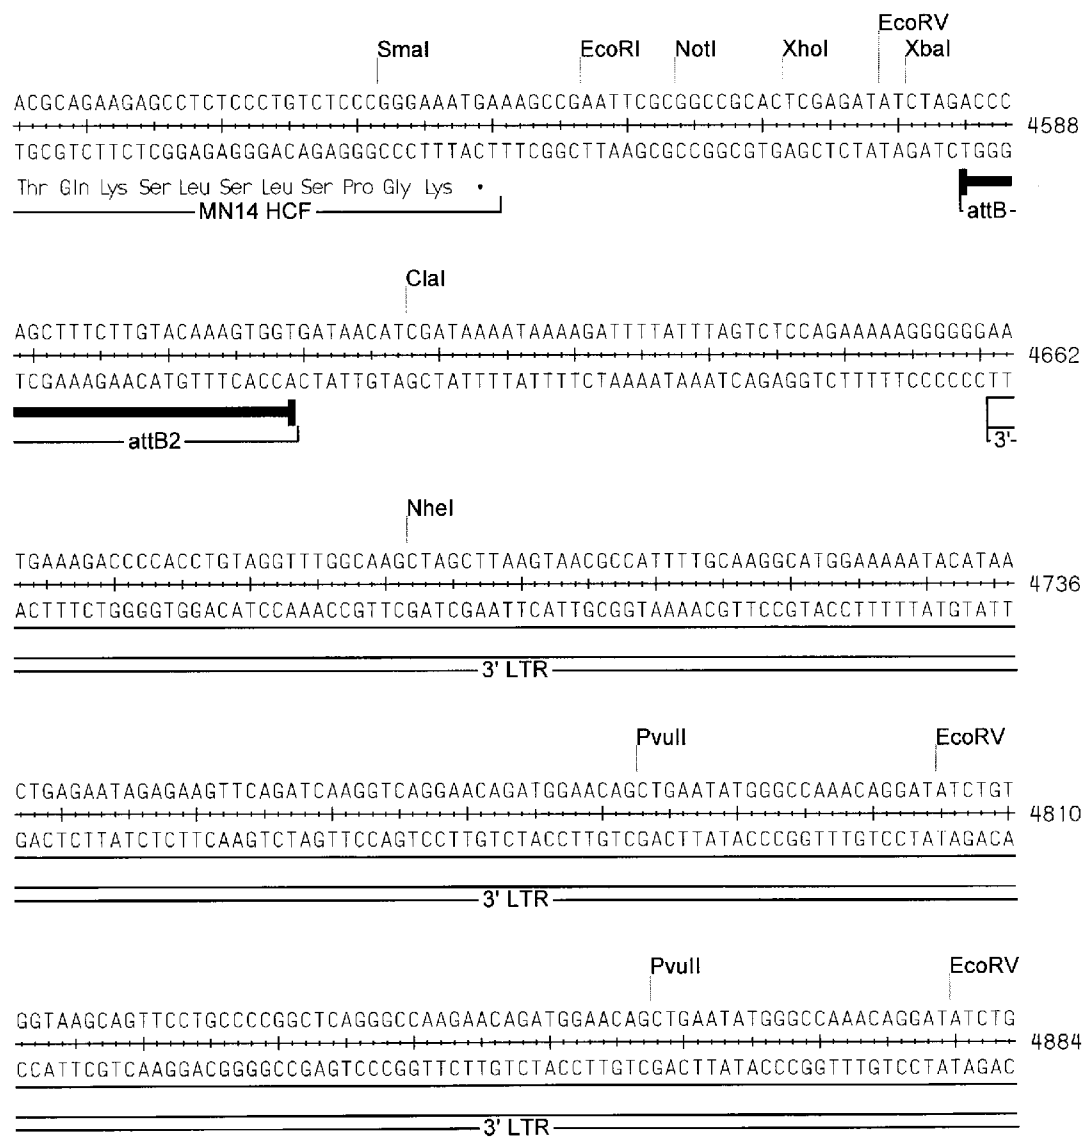 EcoRV
SmaI EcoRI NotI XhoI XbaI
ACGCAGAAGAGCCTCTCCCTGTCTCCCGGGAAATGAAAGCCGAATTCGCGGCCGCACTCGAGATATCTAGACCC
4588
TGCGTCTTCTCGGAGAGGGACAGAGGGCCCTTTACTTTCGGCTTAAGCGCCGGCGTGAGCTCTATAGATCTGGG
Thr Gln Lys Ser Leu Ser Leu Ser Pro Gly Lys •
MN14 HCF attB
ClaI
AGCTTTCTTGTACAAAGTGGTGATAACATCGATAAAATAAAAGATTTTATTTAGTCTCCAGAAAAAGGGGGGAA
4662
TCGAAAGAACATGTTTCACCACTATTGTAGCTATTTTATTTTCTAAAATAAATCAGAGGTCTTTTTCCCCCCTT
attB2 3'
NheI
TGAAAGACCCCACCTGTAGGTTTGGCAAGCTAGCTTAAGTAACGCCATTTTGCAAGGCATGGAAAAATACATAA
4736
ACTTTCTGGGGTGGACATCCAAACCGTTCGATCGAATTCATTGCGGTAAAACGTTCCGTACCTTTTTATGTATT
3' LTR
PvuII EcoRV
CTGAGAATAGAGAAGTTCAGATCAAGGTCAGGAACAGATGGAACAGCTGAATATGGGCCAAACAGGATATCTGT
4810
GACTCTTATCTCTTCAAGTCTAGTTCCAGTCCTTGTCTACCTTGTCGACTTATACCCGGTTTGTCCTATAGACA
3' LTR
PvuII EcoRV
GGTAAGCAGTTCCTGCCCCGGCTCAGGGCCAAGAACAGATGGAACAGCTGAATATGGGCCAAACAGGATATCTG
4884
CCATTCGTCAAGGACGGGGCCGAGTCCCGGTTCTTGTCTACCTTGTCGACTTATACCCGGTTTGTCCTATAGAC
3' LTR